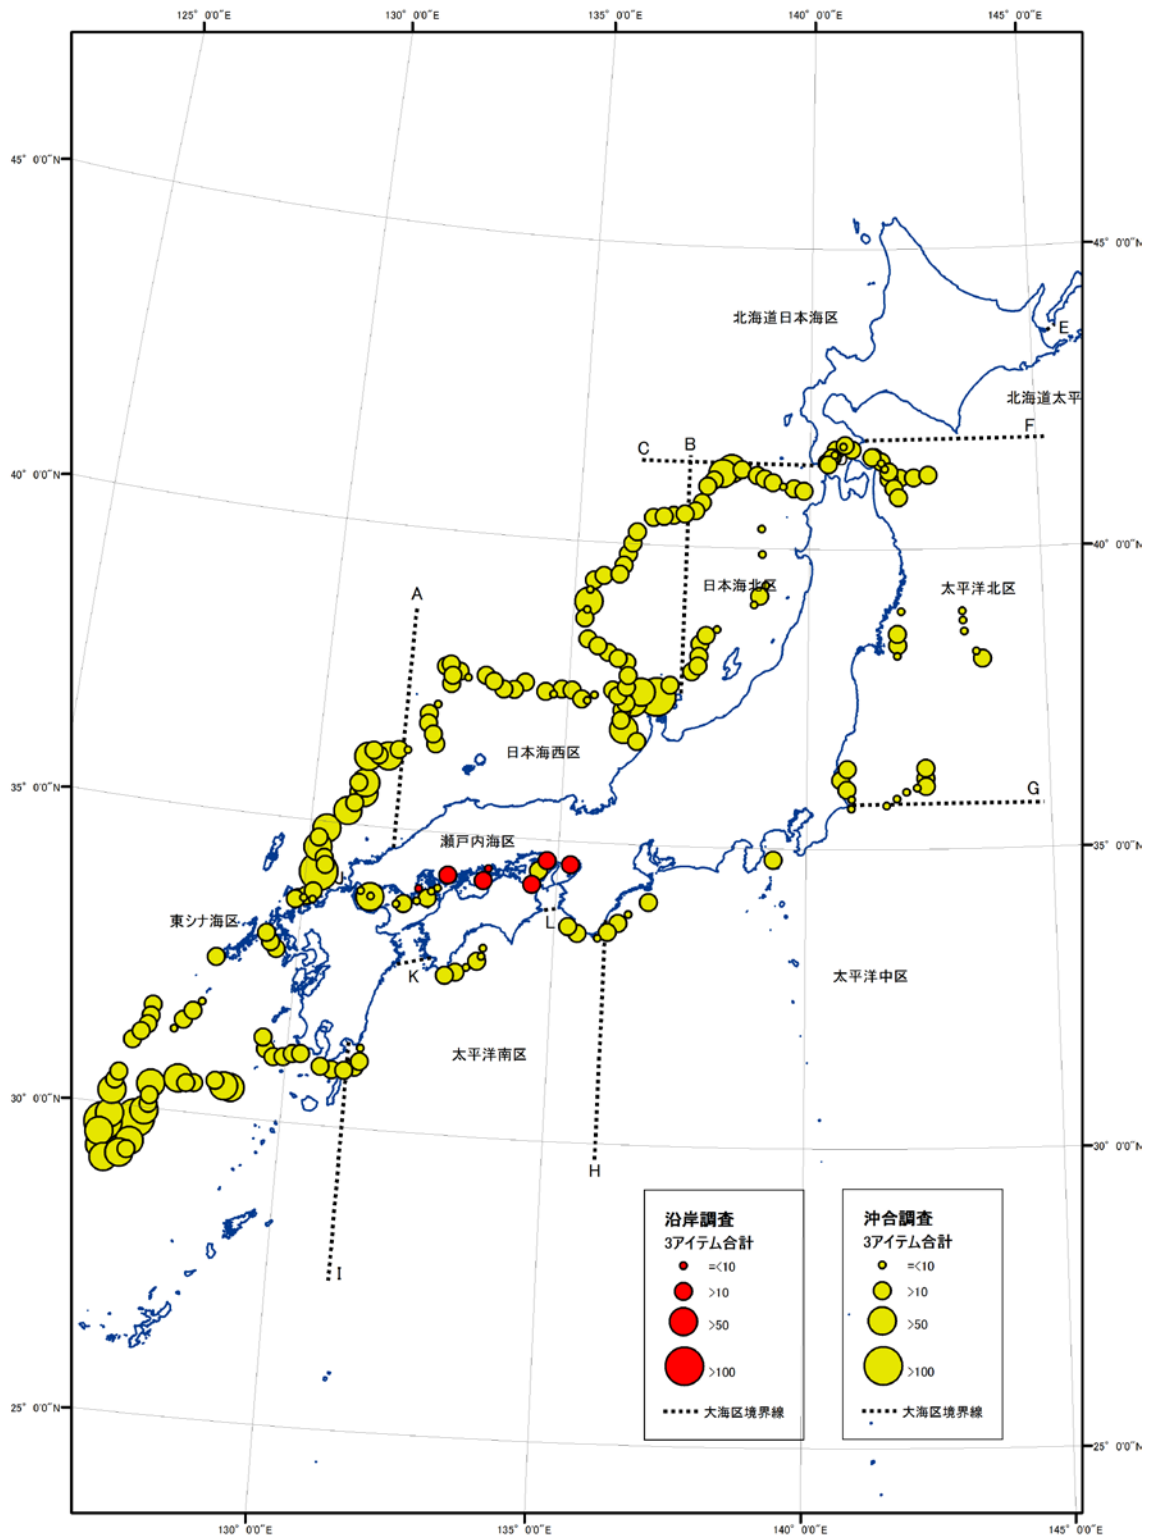 125° 0'0"E
130° 0'0"E
135° 0'0"E
140° 0'0"E
145° 0'0"E
45° 0'0"N
45° 0'0"N
北海道日本海区
E
北海道太平
F
C
B
40° 0'0"N
40° 0'0"N
日本海北区
太平洋北区
A
日本海西区
35° 0'0"N
G
瀬戸内海区
35° 0'0"N
J
東シナ海区
L
K
太平洋中区
太平洋南区
30° 0'0"N
30° 0'0"N
H
I
沿岸調査
3アイテム合計
=<10
>10
>50
>100
大海区境界線
沖合調査
3アイテム合計
=<10
>10
>50
>100
大海区境界線
25° 0'0"N
25° 0'0"N
130° 0'0"E
135° 0'0"E
140° 0'0"E
145° 0'0"E